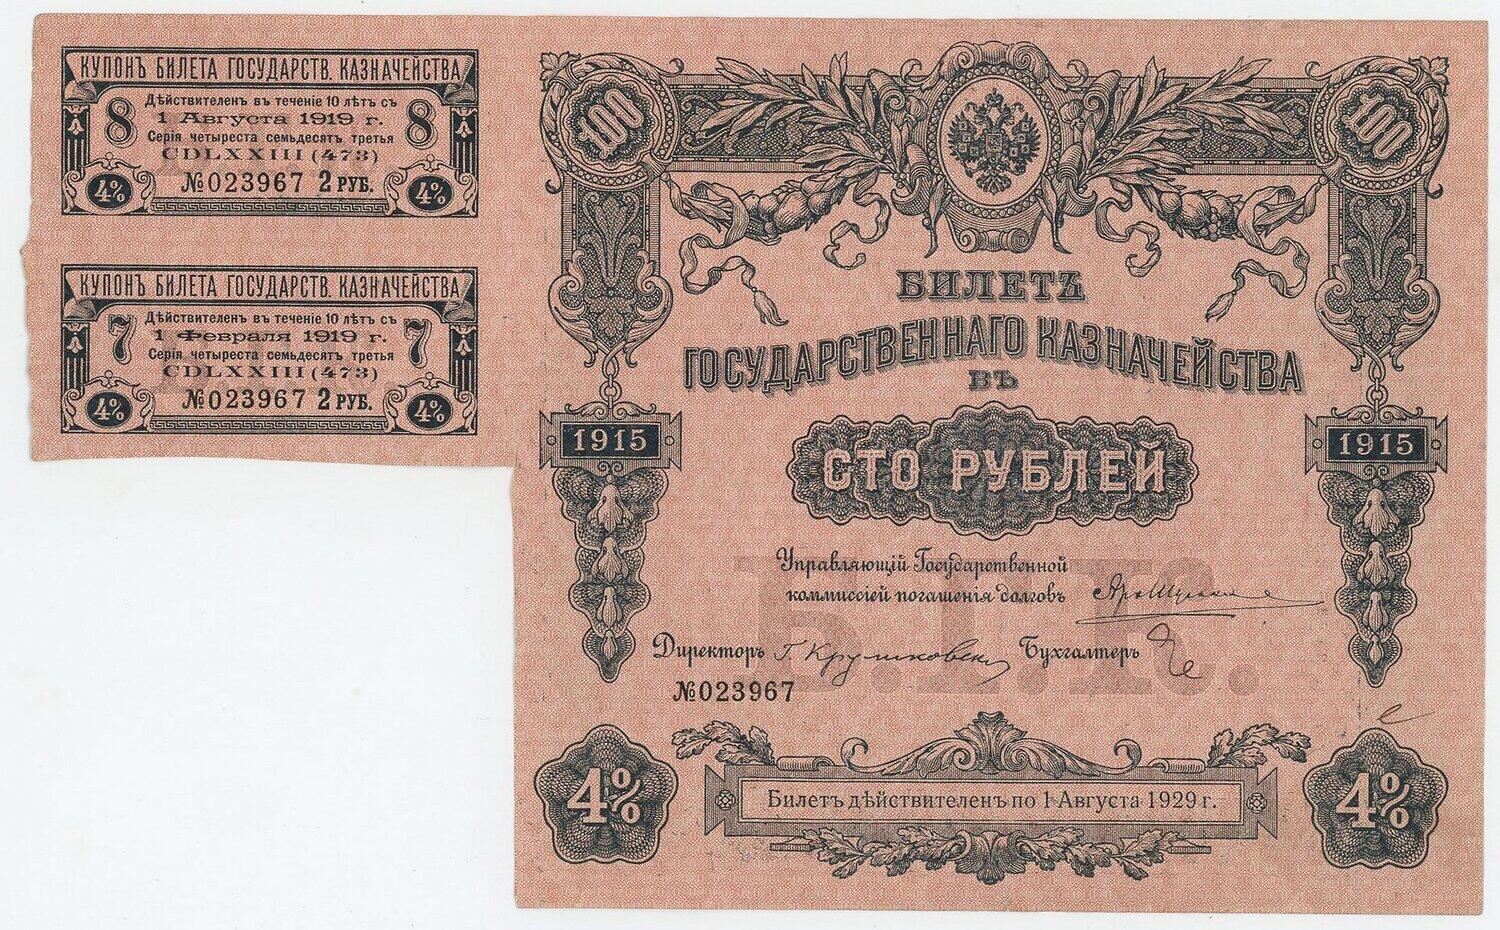 КУПОНЪ БИЛЕТА ГОСУДАРСТВ. КАЗНАЧЕЙСТВА
Дѣйствителенъ въ теченіе 10 лѣтъ съ
8 1 Августа 1919 г. 8
Серія четыреста семьдесятъ третья
CDLXXIII (473)
4% №023967 2 РУБ. 4%
КУПОНЪ БИЛЕТА ГОСУДАРСТВ. КАЗНАЧЕЙСТВА
Дѣйствителенъ въ теченіе 10 лѣтъ съ
7 1 Февраля 1919 г. 7
Серія четыреста семьдесятъ третья
CDLXXIII (473)
4% №023967 2 РУБ. 4%
100 100
БИЛЕТЪ
ГОСУДАРСТВЕННАГО КАЗНАЧЕЙСТВА
ВЪ
1915 1915
СТО РУБЛЕЙ
Управляющій Государственной
коммиссіей погашенія долговъ
Директоръ Бухгалтеръ
Б.Г.К.
№023967
4% 4%
Билетъ дѣйствителенъ по 1 Августа 1929 г.